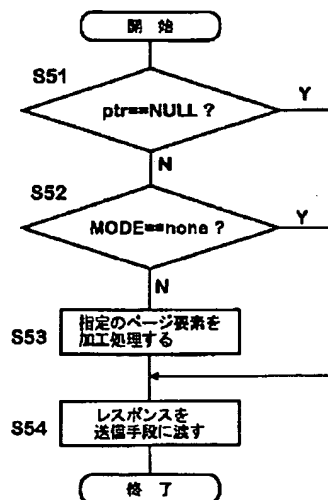 開 始
S51
ptr==NULL ?
Y
N
S52
MODE==none ?
Y
N
S53
指定のページ要素を
加工処理する
S54
レスポンスを
送信手段に渡す
終 了